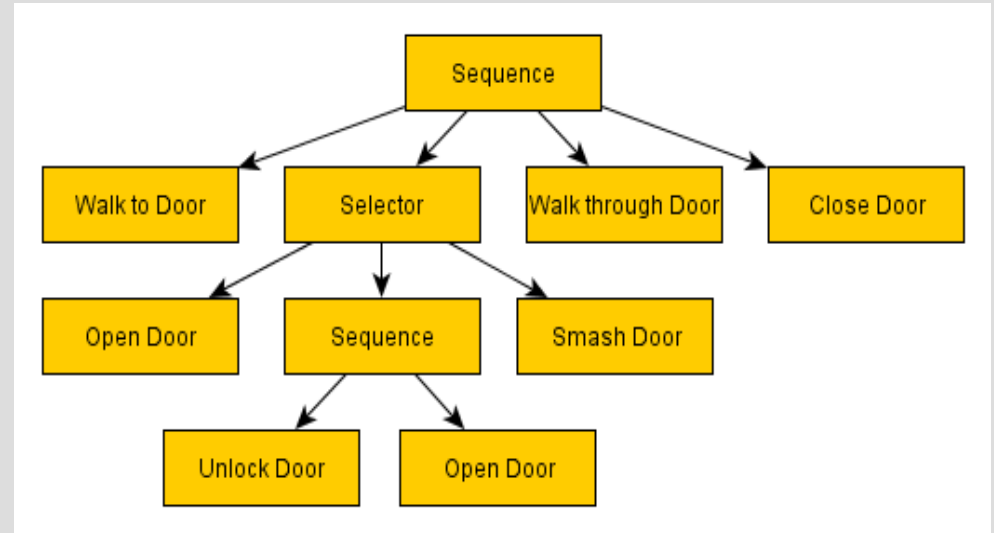 Sequence
Walk to Door
Selector
Walk through Door
Close Door
Open Door
Sequence
Smash Door
Unlock Door
Open Door